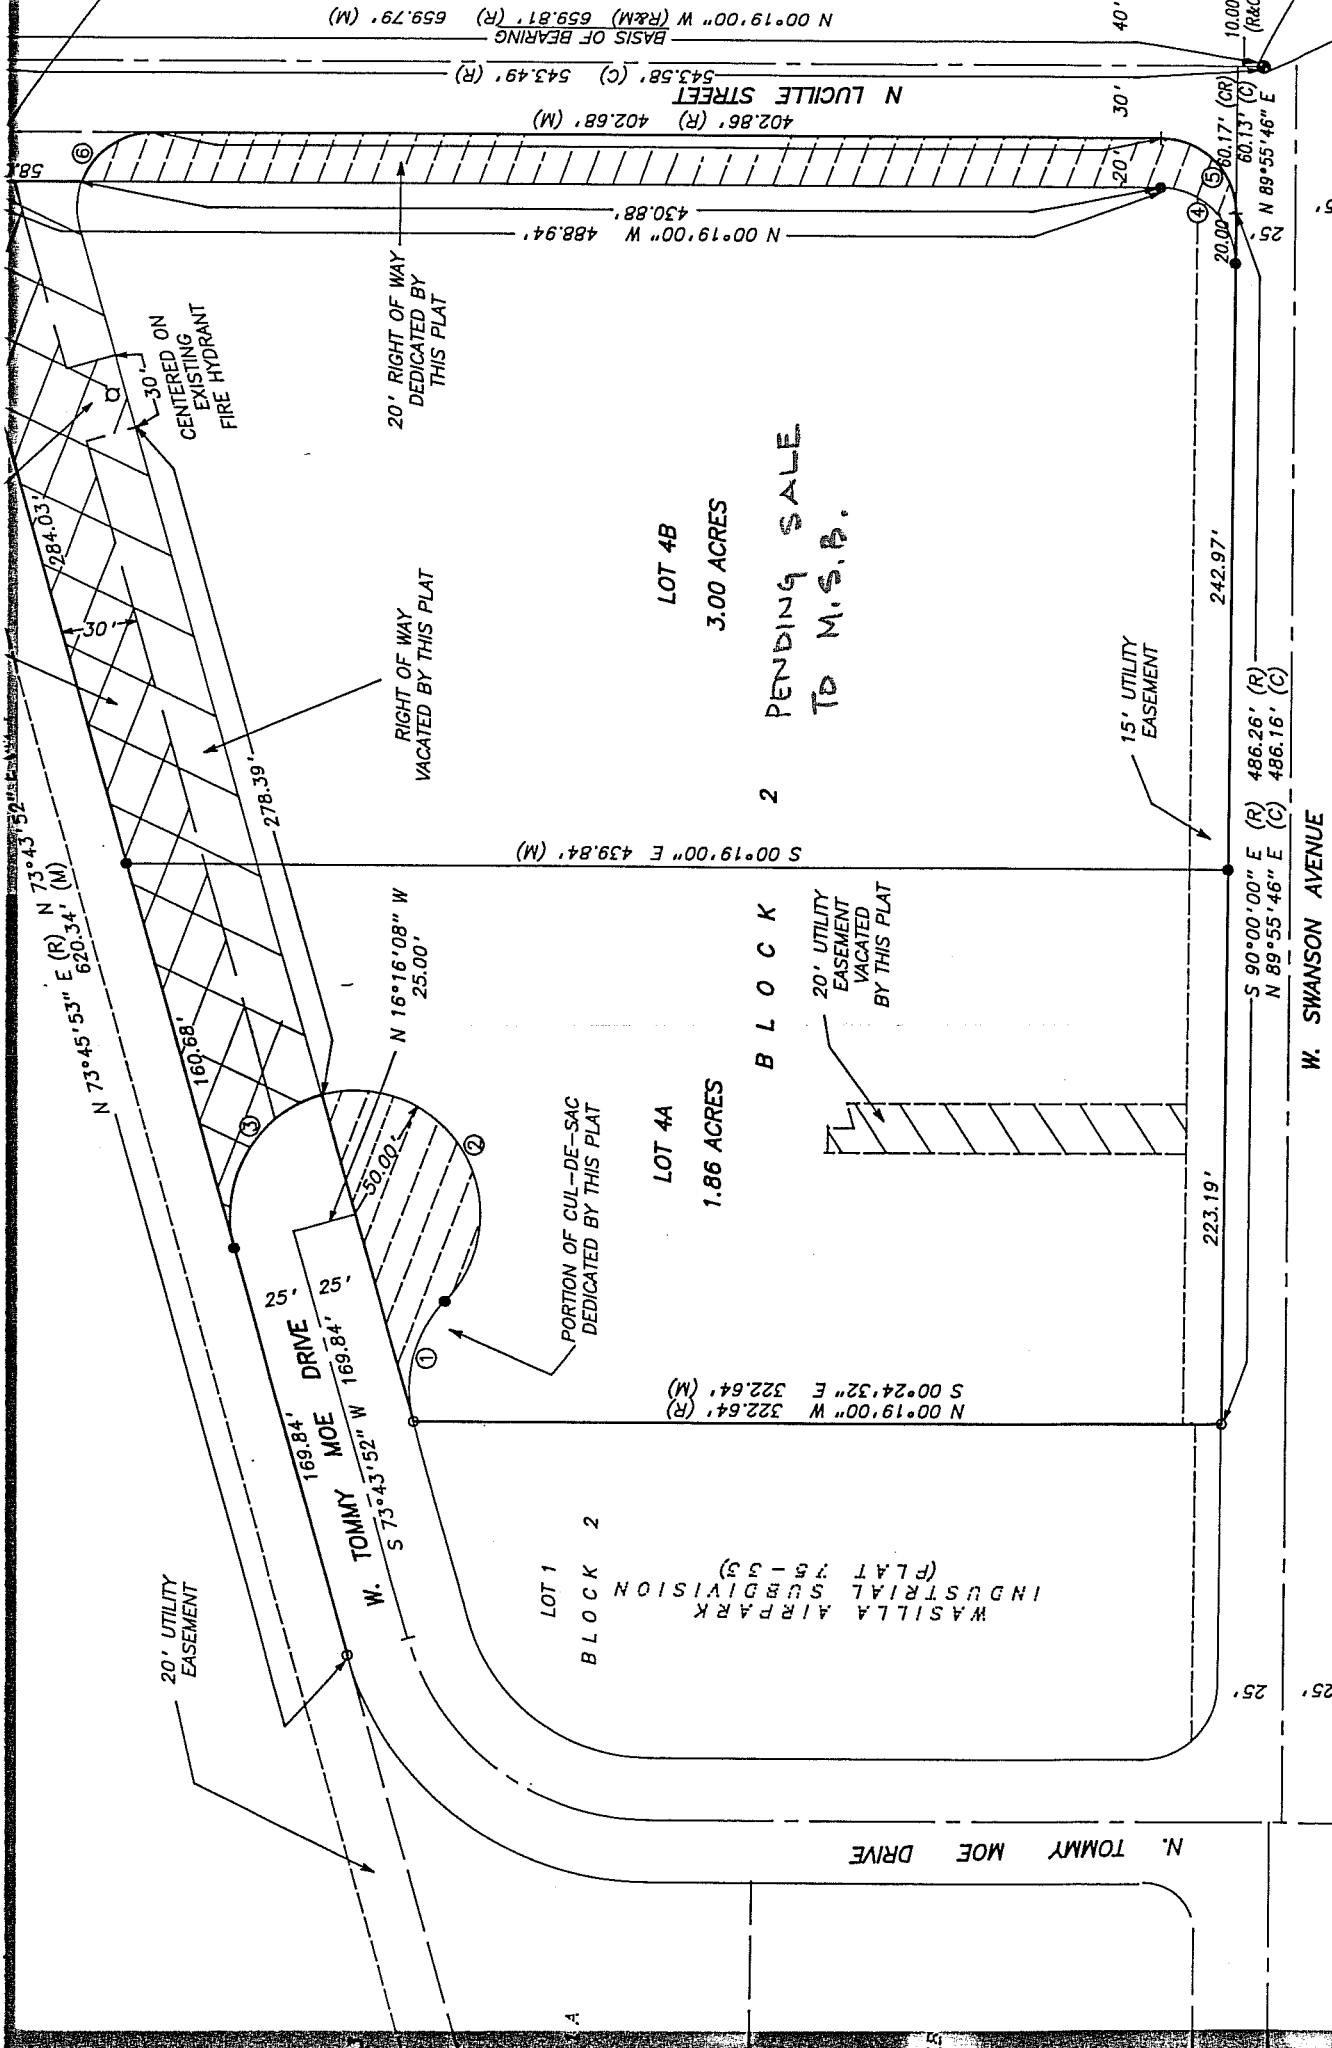 N 00°19'00" W (R&M) 659.81' (R) 659.79' (M)
BASIS OF BEARING
543.58' (C) 543.49' (R)
N LUCILLE STREET
402.86' (R) 402.68' (M)
40'
30'
20'
10.00'
60.17' (CR)
60.13' (C)
N 89°55'46" E
430.88'
N 00°19'00" W 488.94'
⑥
⑤
④
20.00'
25'
CENTERED ON
EXISTING
FIRE HYDRANT
30'
20' RIGHT OF WAY
DEDICATED BY
THIS PLAT
284.03'
30'
RIGHT OF WAY
VACATED BY THIS PLAT
278.39'
LOT 4B
3.00 ACRES
PENDING SALE
TO M.S.B.
242.97'
15' UTILITY
EASEMENT
S 00°19'00" E 439.84' (M)
N 73°45'53" E (R) N 73°43'52"
620.34' (M)
160.68'
N 16°16'08" W
25.00'
BLOCK 2
20' UTILITY
EASEMENT
VACATED
BY THIS PLAT
S 90°00'00" E (R) 486.26' (R)
N 89°55'46" E (C) 486.16' (C)
W. SWANSON AVENUE
③
50.00'
②
①
PORTION OF CUL-DE-SAC
DEDICATED BY THIS PLAT
LOT 4A
1.86 ACRES
223.19'
25'
25'
169.84'
W. TOMMY MOE DRIVE
S 73°43'52" W 169.84'
S 00°24'32" E 322.64' (M)
N 00°19'00" W 322.64' (R)
20' UTILITY
EASEMENT
LOT 1
BLOCK 2
WASILLA AIRPARK
INDUSTRIAL SUBDIVISION
(PLAT 75-33)
25'
25'
N. TOMMY MOE DRIVE